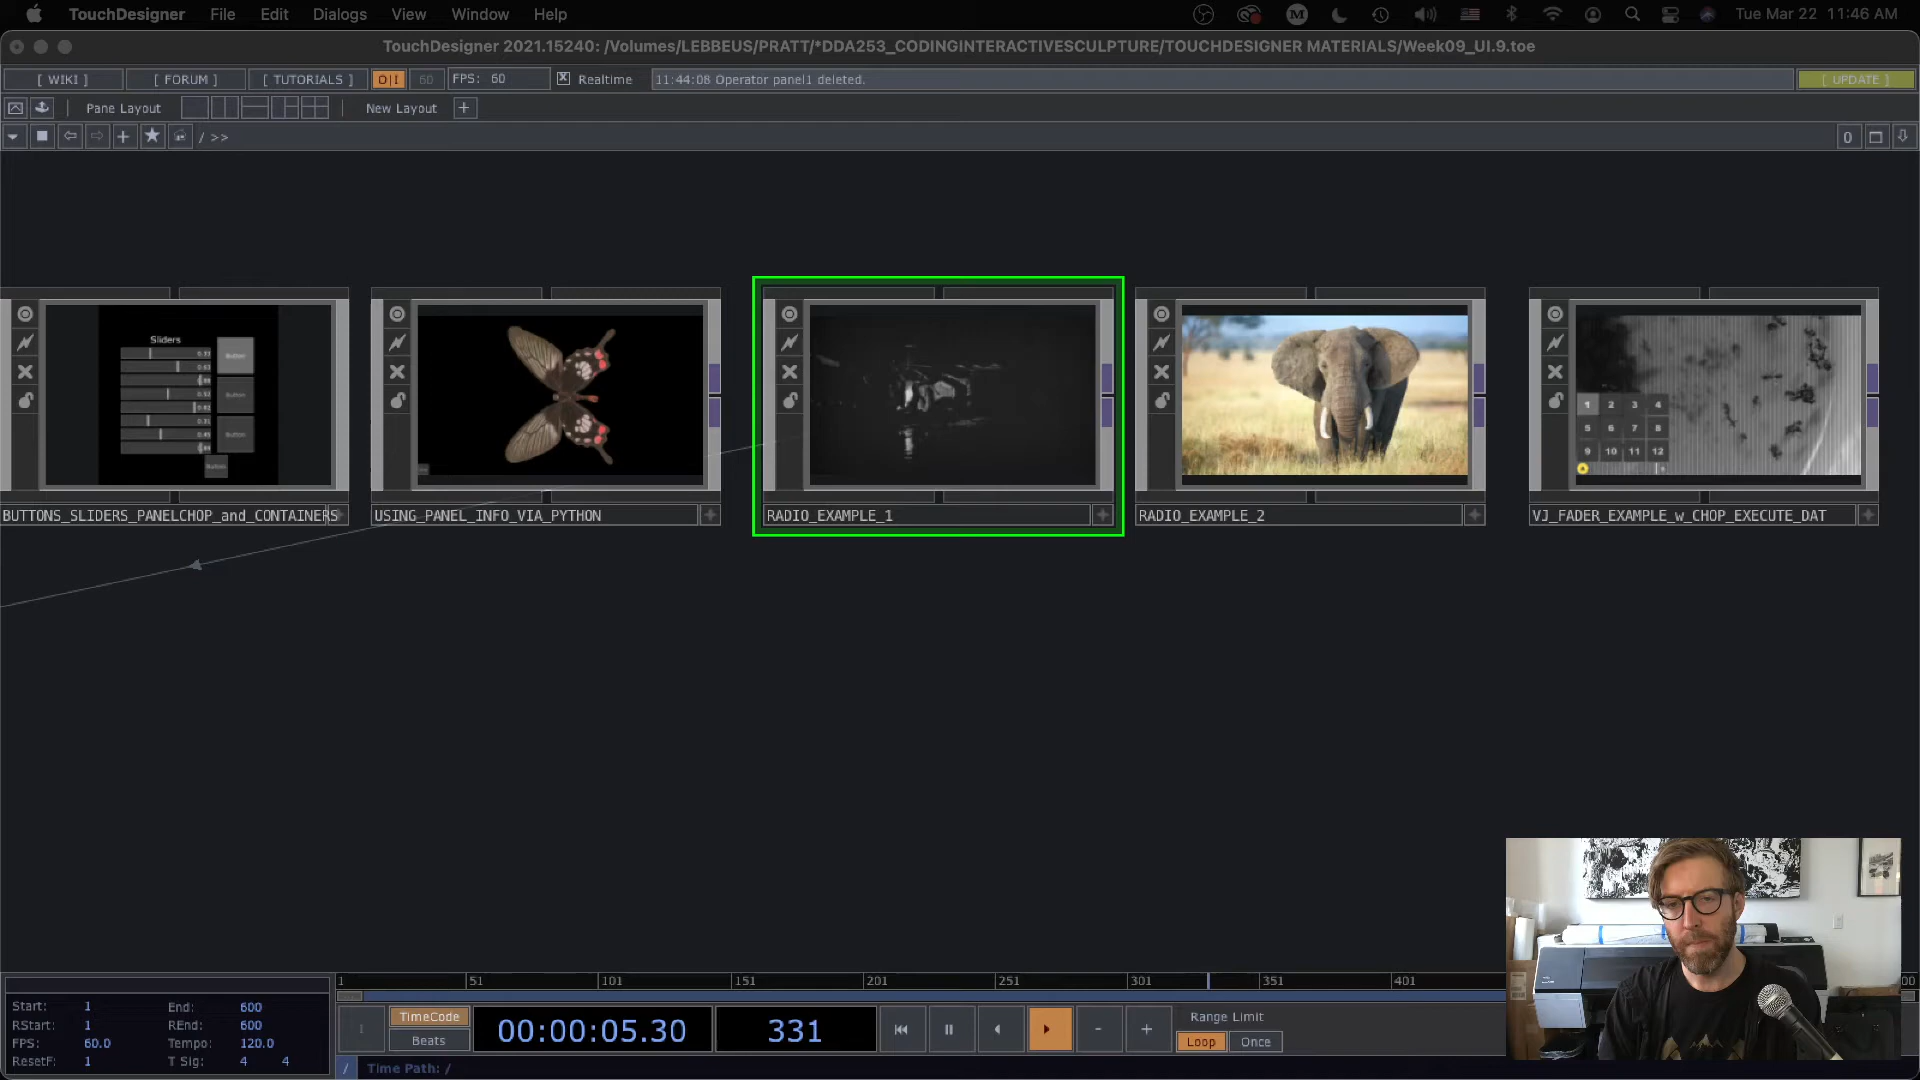 TouchDesigner File Edit Dialogs View Window Help Tue Mar 22 11:46 AM
TouchDesigner 2021.15240: /Volumes/LEBBEUS/PRATT/*DDA253_CODINGINTERACTIVESCULPTURE/TOUCHDESIGNER MATERIALS/Week09_UI.9.toe
[ WIKI ] [ FORUM ] [ TUTORIALS ] O|I 60 FPS: 60 Realtime 11:44:08 Operator panel1 deleted. [ UPDATE ]
Pane Layout New Layout +
/ >> 0
Sliders
Button
Button
Button
Button
1 2 3 4
5 6 7 8
9 10 11 12
BUTTONS_SLIDERS_PANELCHOP_and_CONTAINERS USING_PANEL_INFO_VIA_PYTHON RADIO_EXAMPLE_1 RADIO_EXAMPLE_2 VJ_FADER_EXAMPLE_w_CHOP_EXECUTE_DAT
1 51 101 151 201 251 301 351 401
Start: 1 End: 600
RStart: 1 REnd: 600
FPS: 60.0 Tempo: 120.0
ResetF: 1 T Sig: 4 4
TimeCode
Beats
00:00:05.30 331
- +
Range Limit
Loop Once
/ Time Path: /